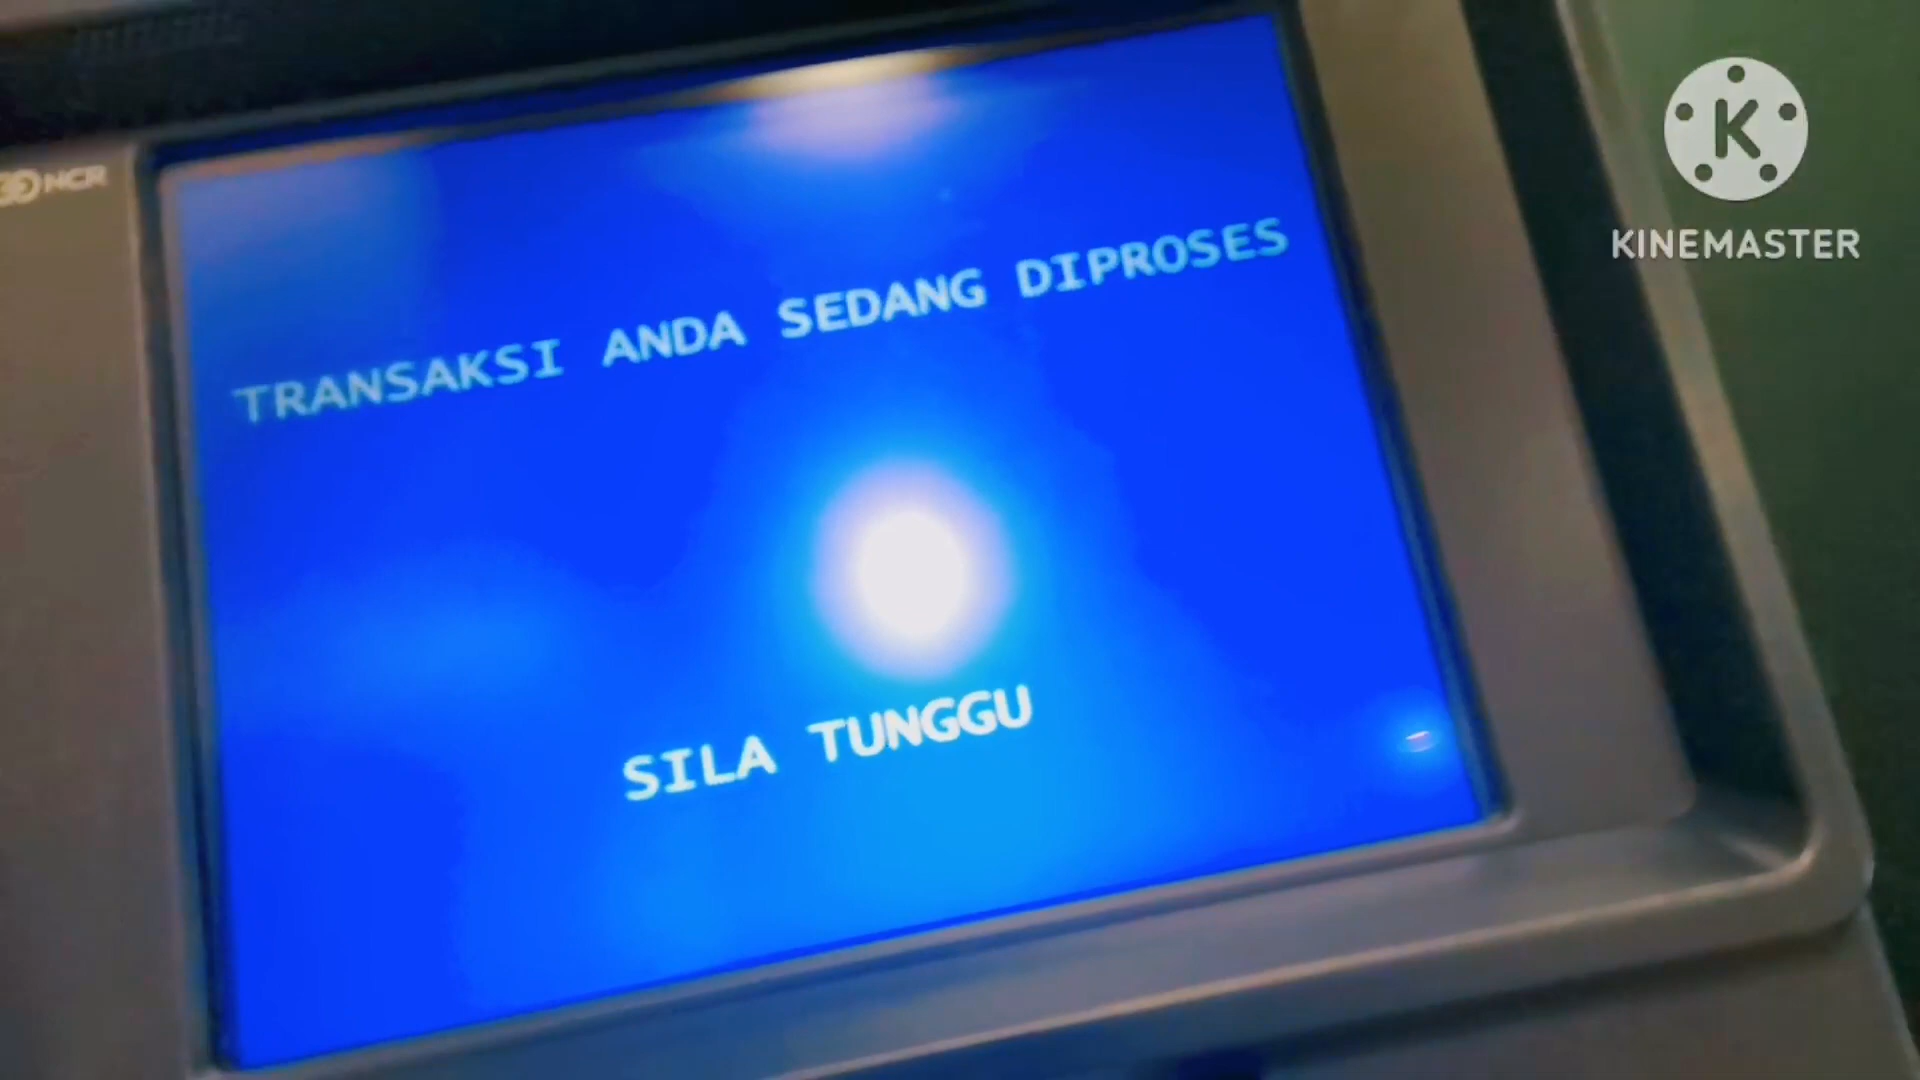 NCR
KINEMASTER
TRANSAKSI ANDA SEDANG DIPROSES
SILA TUNGGU